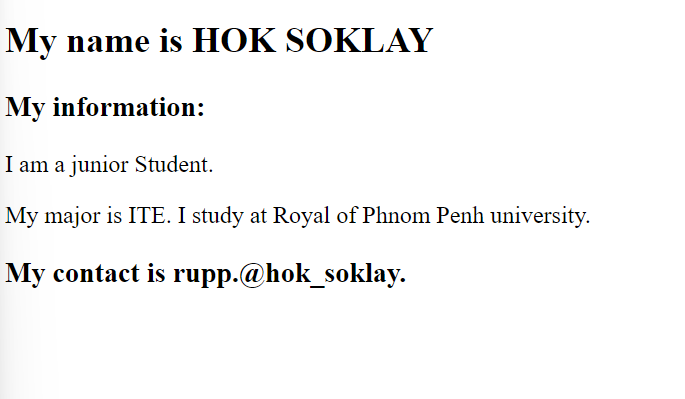 My name is HOK SOKLAY
My information:
I am a junior Student.
My major is ITE. I study at Royal of Phnom Penh university.
My contact is rupp.@hok_soklay.